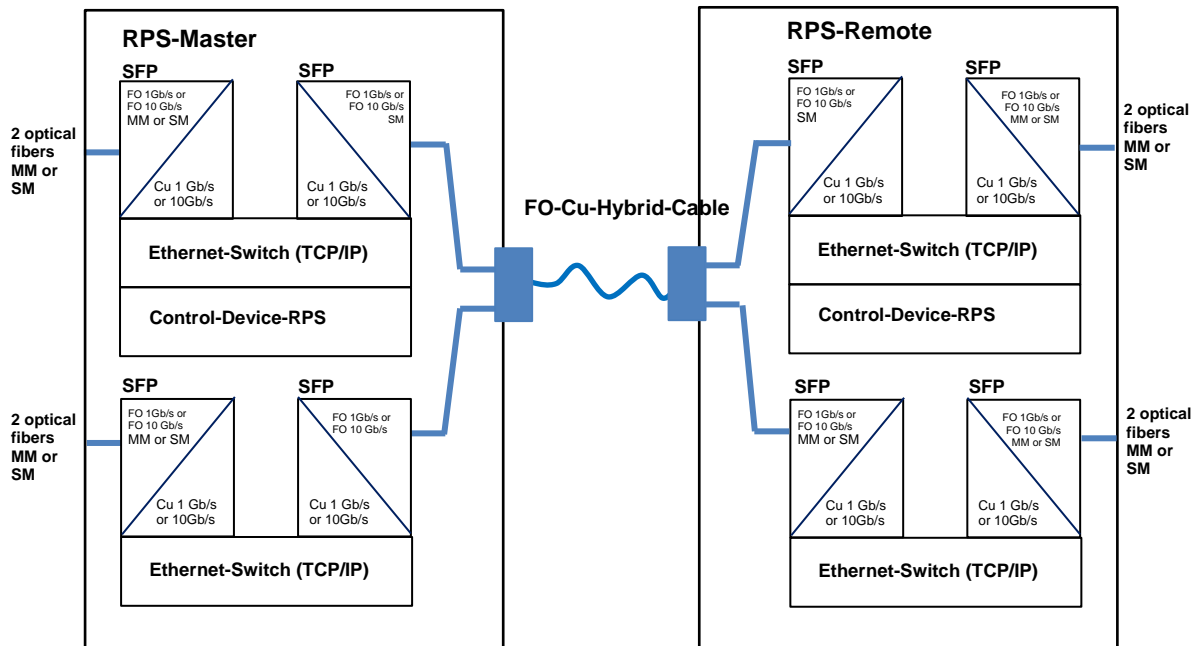 RPS-Master
SFP
SFP
FO 1Gb/s or
FO 10 Gb/s
MM or SM
Cu 1 Gb/s
or 10Gb/s
FO 1Gb/s or
FO 10 Gb/s
SM
Cu 1 Gb/s
or 10Gb/s
2 optical
fibers
MM or
SM
Ethernet-Switch (TCP/IP)
Control-Device-RPS
SFP
SFP
FO 1Gb/s or
FO 10 Gb/s
MM or SM
Cu 1 Gb/s
or 10Gb/s
FO 1Gb/s or
FO 10 Gb/s
Cu 1 Gb/s
or 10Gb/s
2 optical
fibers
MM or
SM
Ethernet-Switch (TCP/IP)
FO-Cu-Hybrid-Cable
RPS-Remote
SFP
SFP
FO 1Gb/s or
FO 10 Gb/s
SM
Cu 1 Gb/s
or 10Gb/s
FO 1Gb/s or
FO 10 Gb/s
MM or SM
Cu 1 Gb/s
or 10Gb/s
2 optical
fibers
MM or
SM
Ethernet-Switch (TCP/IP)
Control-Device-RPS
SFP
SFP
FO 1Gb/s or
FO 10 Gb/s
MM or SM
Cu 1 Gb/s
or 10Gb/s
FO 1Gb/s or
FO 10 Gb/s
MM or SM
Cu 1 Gb/s
or 10Gb/s
2 optical
fibers
MM or
SM
Ethernet-Switch (TCP/IP)